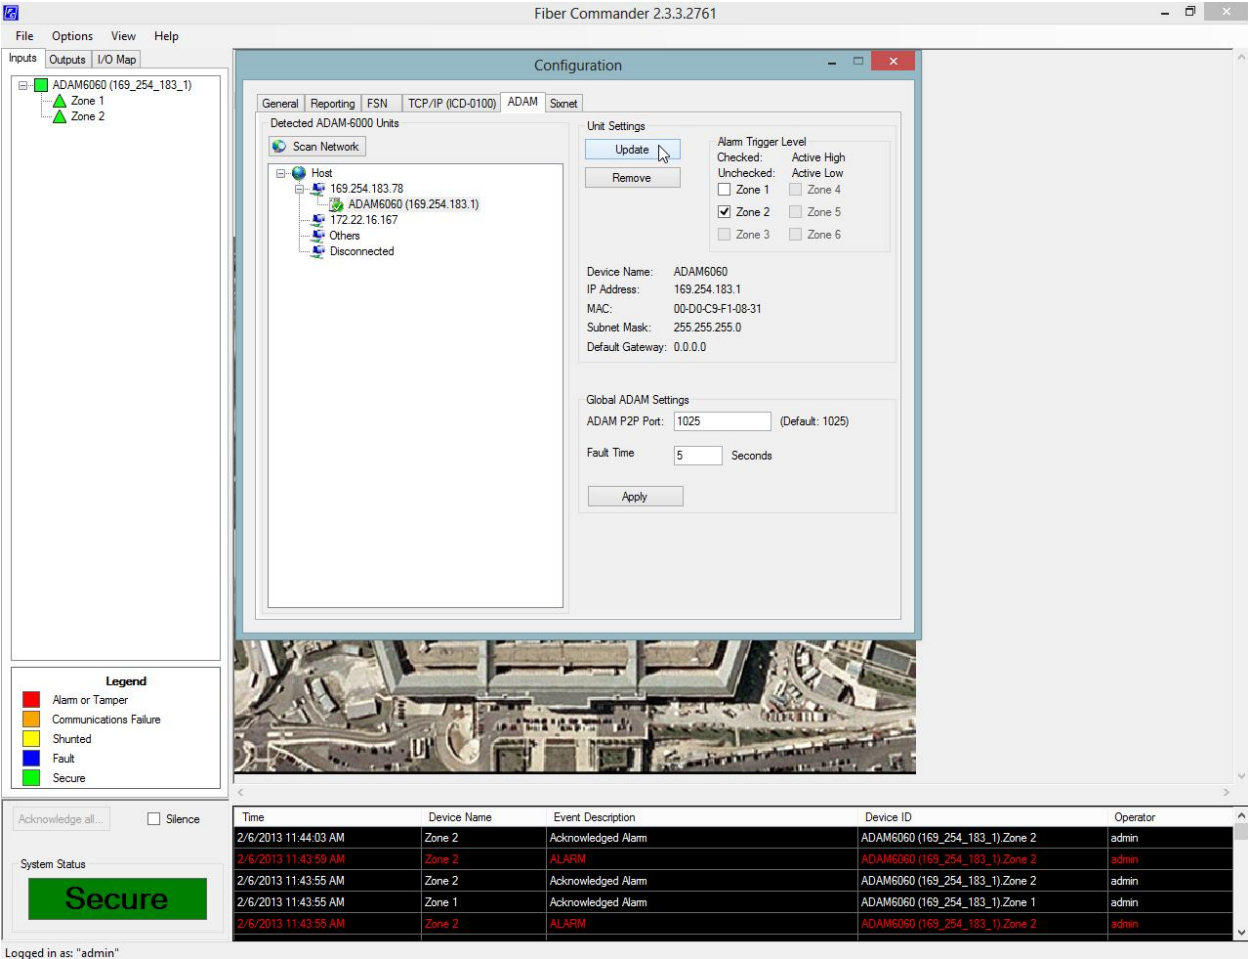 Fiber Commander 2.3.3.2761
File Options View Help
Inputs Outputs I/O Map
ADAM6060 (169_254_183_1)
Zone 1
Zone 2
Configuration
General Reporting FSN TCP/IP (ICD-0100) ADAM Sixnet
Detected ADAM-6000 Units
Scan Network
Host
169.254.183.78
ADAM6060 (169.254.183.1)
172.22.16.167
Others
Disconnected
Unit Settings
Update
Remove
Alarm Trigger Level
Checked: Active High
Unchecked: Active Low
Zone 1 Zone 4
Zone 2 Zone 5
Zone 3 Zone 6
Device Name: ADAM6060
IP Address: 169.254.183.1
MAC: 00-D0-C9-F1-08-31
Subnet Mask: 255.255.255.0
Default Gateway: 0.0.0.0
Global ADAM Settings
ADAM P2P Port: 1025 (Default: 1025)
Fault Time 5 Seconds
Apply
Legend
Alarm or Tamper
Communications Failure
Shunted
Fault
Secure
Acknowledge all... Silence
System Status
Secure
Time Device Name Event Description Device ID Operator
2/6/2013 11:44:03 AM Zone 2 Acknowledged Alarm ADAM6060 (169_254_183_1).Zone 2 admin
2/6/2013 11:43:59 AM Zone 2 ALARM ADAM6060 (169_254_183_1).Zone 2 admin
2/6/2013 11:43:55 AM Zone 2 Acknowledged Alarm ADAM6060 (169_254_183_1).Zone 2 admin
2/6/2013 11:43:55 AM Zone 1 Acknowledged Alarm ADAM6060 (169_254_183_1).Zone 1 admin
2/6/2013 11:43:55 AM Zone 2 ALARM ADAM6060 (169_254_183_1).Zone 2 admin
Logged in as: "admin"